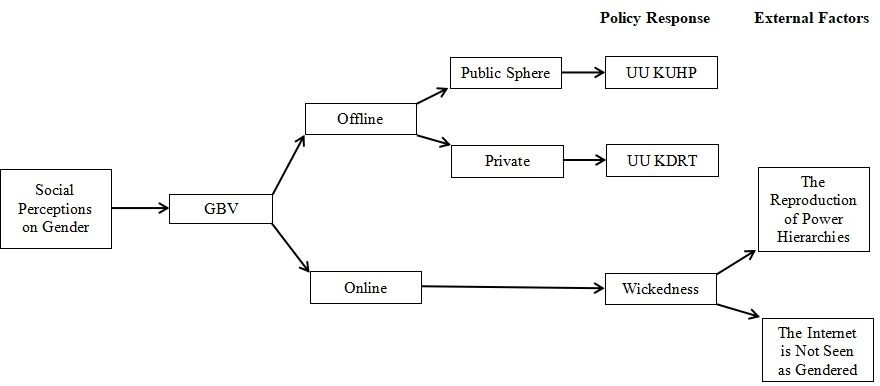 Policy Response
External Factors
Public Sphere
UU KUHP
Offline
Private
UU KDRT
Social
Perceptions
on Gender
GBV
The
Reproduction
of Power
Hierarchies
Online
Wickedness
The Internet
is Not Seen
as Gendered